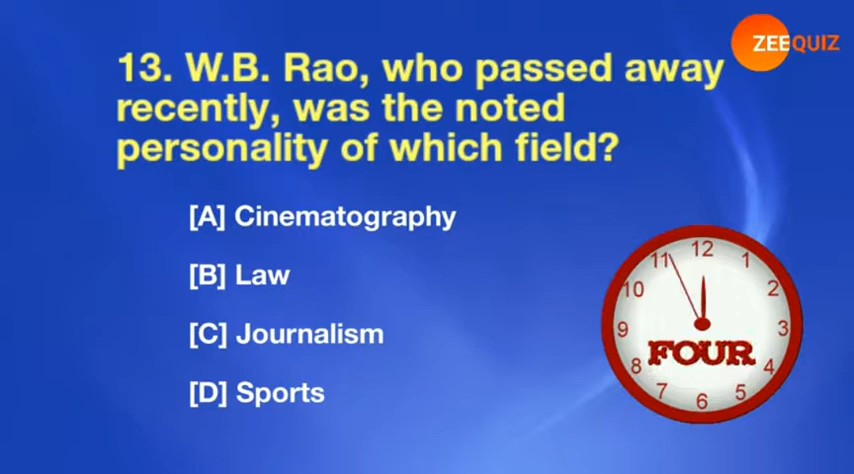 ZEEQUIZ
13. W.B. Rao, who passed away
recently, was the noted
personality of which field?
[A] Cinematography
[B] Law
[C] Journalism
[D] Sports
12
11 1
10 2
9 3
FOUR
8 4
7 5
6